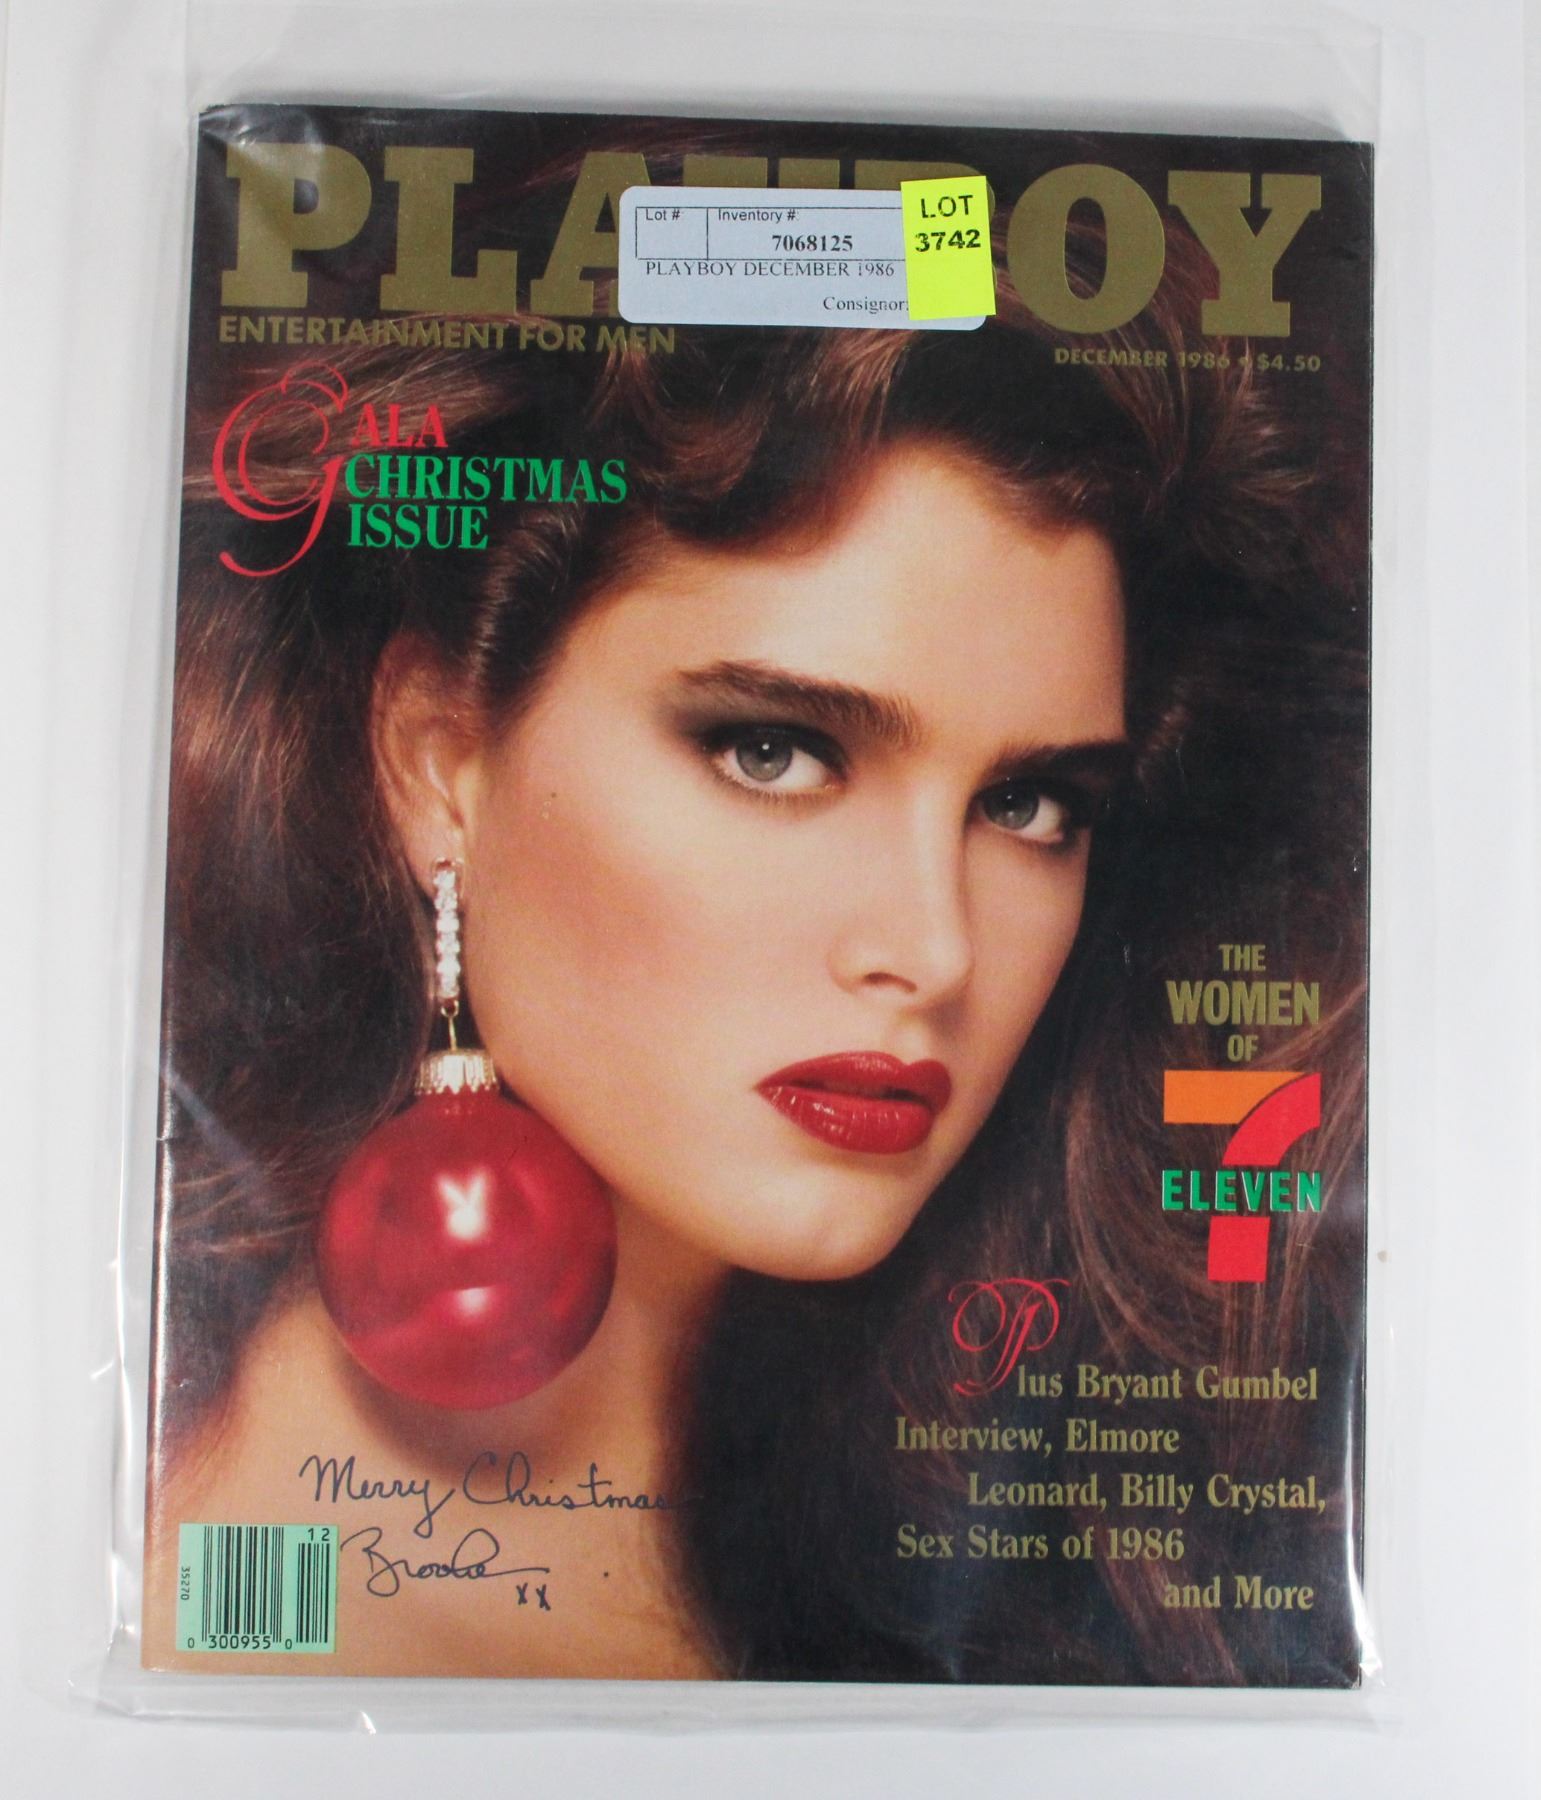 PLAYBOY
Lot #: Inventory #:
7068125
PLAYBOY DECEMBER 1986
Consignor:
LOT
3742
ENTERTAINMENT FOR MEN
DECEMBER 1986 • $4.50
GALA
CHRISTMAS
ISSUE
THE
WOMEN
OF
7
ELEVEN
Plus Bryant Gumbel
Interview, Elmore
Leonard, Billy Crystal,
Sex Stars of 1986
and More
Merry Christmas
Brooke
xx
12
35270
0 300955 0